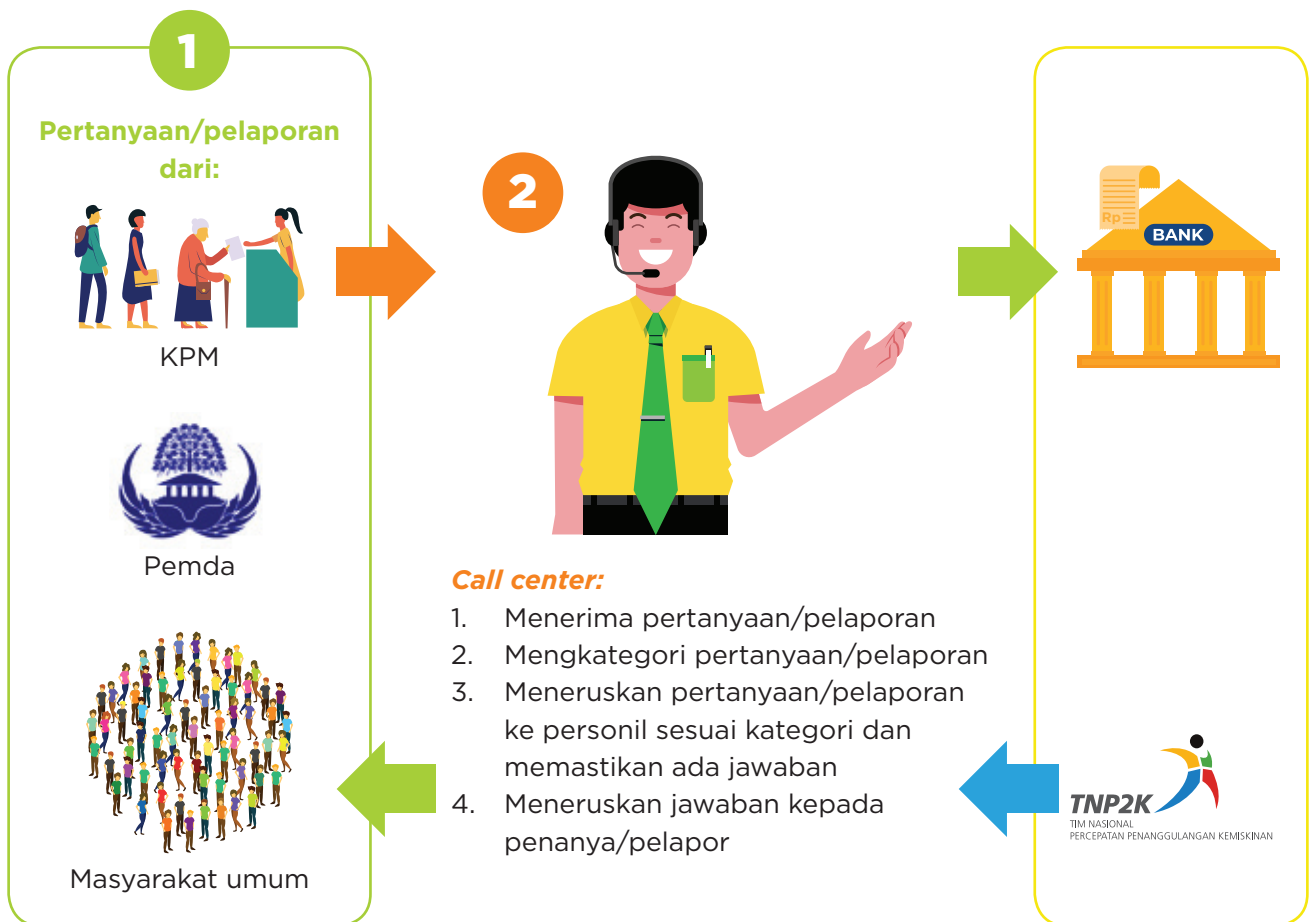 1
Pertanyaan/pelaporan
dari:
KPM
Pemda
Masyarakat umum
2
Call center:
1. Menerima pertanyaan/pelaporan
2. Mengkategori pertanyaan/pelaporan
3. Meneruskan pertanyaan/pelaporan
ke personil sesuai kategori dan
memastikan ada jawaban
4. Meneruskan jawaban kepada
penanya/pelapor
Rp
BANK
TNP2K
TIM NASIONAL
PERCEPATAN PENANGGULANGAN KEMISKINAN